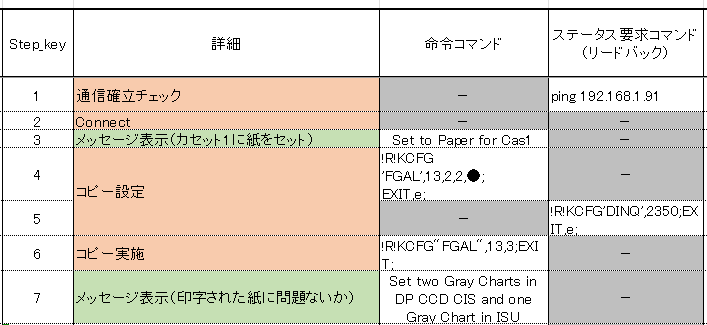 Step_key 詳細 命令コマンド ステータス要求コマンド
(リードバック)
1 通信確立チェック － ping 192.168.1.91
2 Connect － －
3 メッセージ表示(カセット1に紙をセット) Set to Paper for Cas1 －
4 コピー設定 !R!KCFG
'FGAL',13,2,2,●;
EXIT,e; －
5 － !R!KCFG'DINQ',2350;EX
IT,e;
6 コピー実施 !R!KCFG"FGAL",13,3;EXI
T; －
7 メッセージ表示(印字された紙に問題ないか) Set two Gray Charts in
DP CCD CIS and one
Gray Chart in ISU －